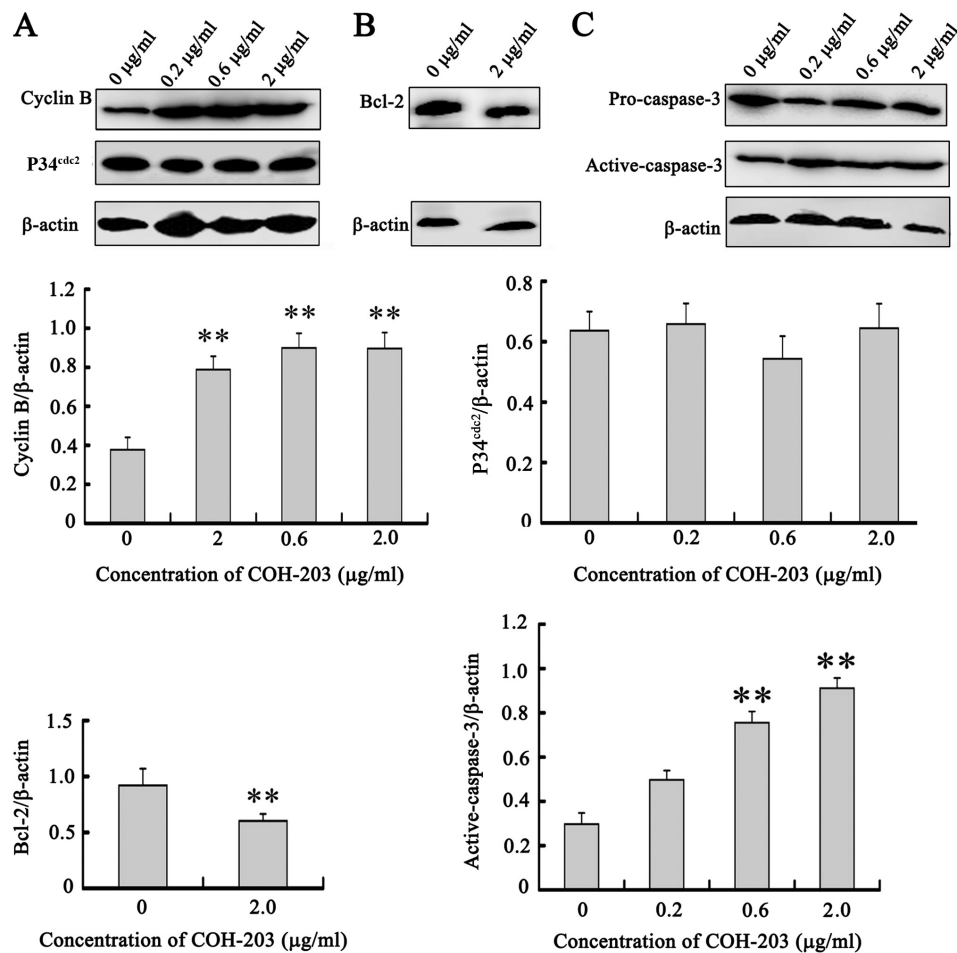 A
0 µg/ml
0.2 µg/ml
0.6 µg/ml
2 µg/ml
Cyclin B
P34cdc2
β-actin
B
0 µg/ml
2 µg/ml
Bcl-2
β-actin
C
0 µg/ml
0.2 µg/ml
0.6 µg/ml
2 µg/ml
Pro-caspase-3
Active-caspase-3
β-actin
Cyclin B/β-actin
1.2
1.0
0.8
0.6
0.4
0.2
0
** ** **
0 2 0.6 2.0
Concentration of COH-203 (µg/ml)
P34cdc2/β-actin
0.8
0.6
0.4
0.2
0
0 0.2 0.6 2.0
Concentration of COH-203 (µg/ml)
Bcl-2/β-actin
1.5
1.0
0.5
0
**
0 2.0
Concentration of COH-203 (µg/ml)
Active-caspase-3/β-actin
1.2
1.0
0.8
0.6
0.4
0.2
0
** **
0 0.2 0.6 2.0
Concentration of COH-203 (µg/ml)